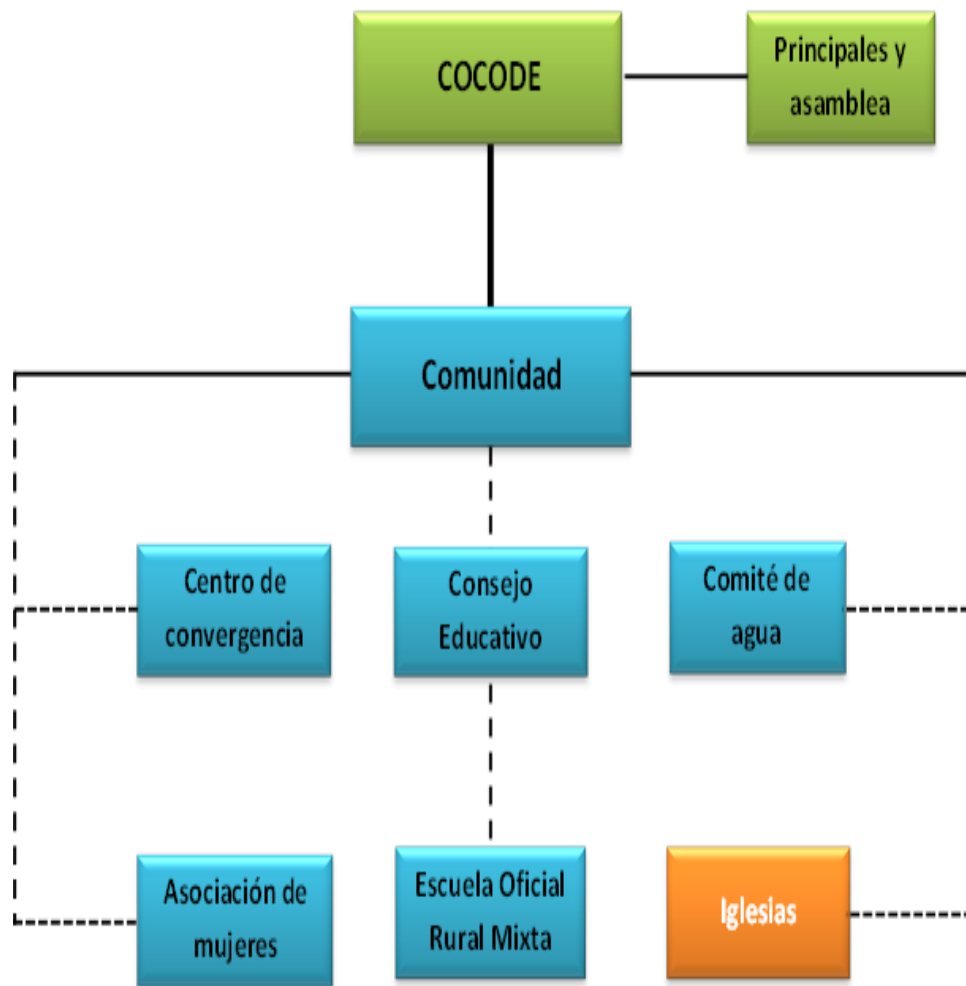 COCODE
Principales y
asamblea
Comunidad
Centro de
convergencia
Consejo
Educativo
Comité de
agua
Asociación de
mujeres
Escuela Oficial
Rural Mixta
Iglesias